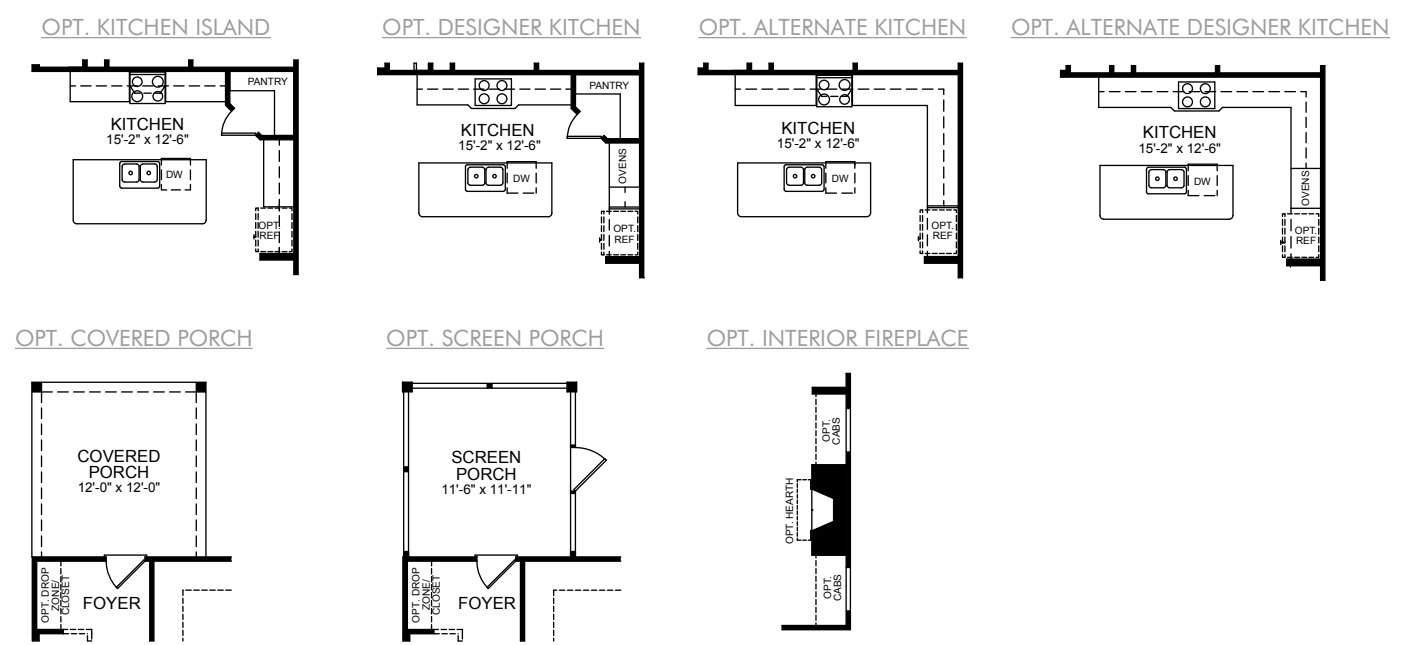 OPT. KITCHEN ISLAND
PANTRY
KITCHEN
15'-2" x 12'-6"
DW
OPT.
REF
OPT. DESIGNER KITCHEN
PANTRY
KITCHEN
15'-2" x 12'-6"
OVENS
DW
OPT.
REF
OPT. ALTERNATE KITCHEN
KITCHEN
15'-2" x 12'-6"
DW
OPT.
REF
OPT. ALTERNATE DESIGNER KITCHEN
KITCHEN
15'-2" x 12'-6"
DW
OVENS
OPT.
REF
OPT. COVERED PORCH
COVERED
PORCH
12'-0" x 12'-0"
OPT. DROP
ZONE/
CLOSET
FOYER
OPT. SCREEN PORCH
SCREEN
PORCH
11'-6" x 11'-11"
OPT. DROP
ZONE/
CLOSET
FOYER
OPT. INTERIOR FIREPLACE
OPT.
CABS
OPT. HEARTH
OPT.
CABS